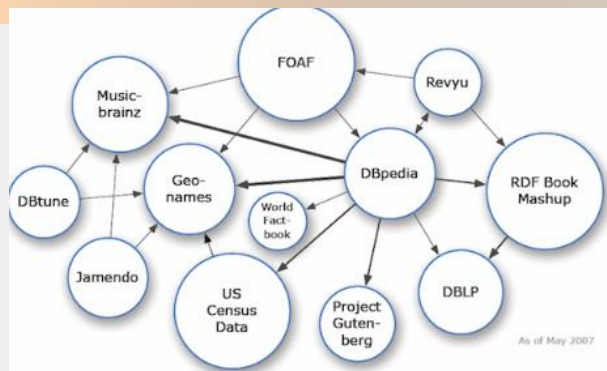 FOAF
Revyu
Music-
brainz
DBpedia
RDF Book
Mashup
Geo-
names
DBtune
World
Fact-
book
Jamendo
US
Census
Data
Project
Guten-
berg
DBLP
As of May 2007